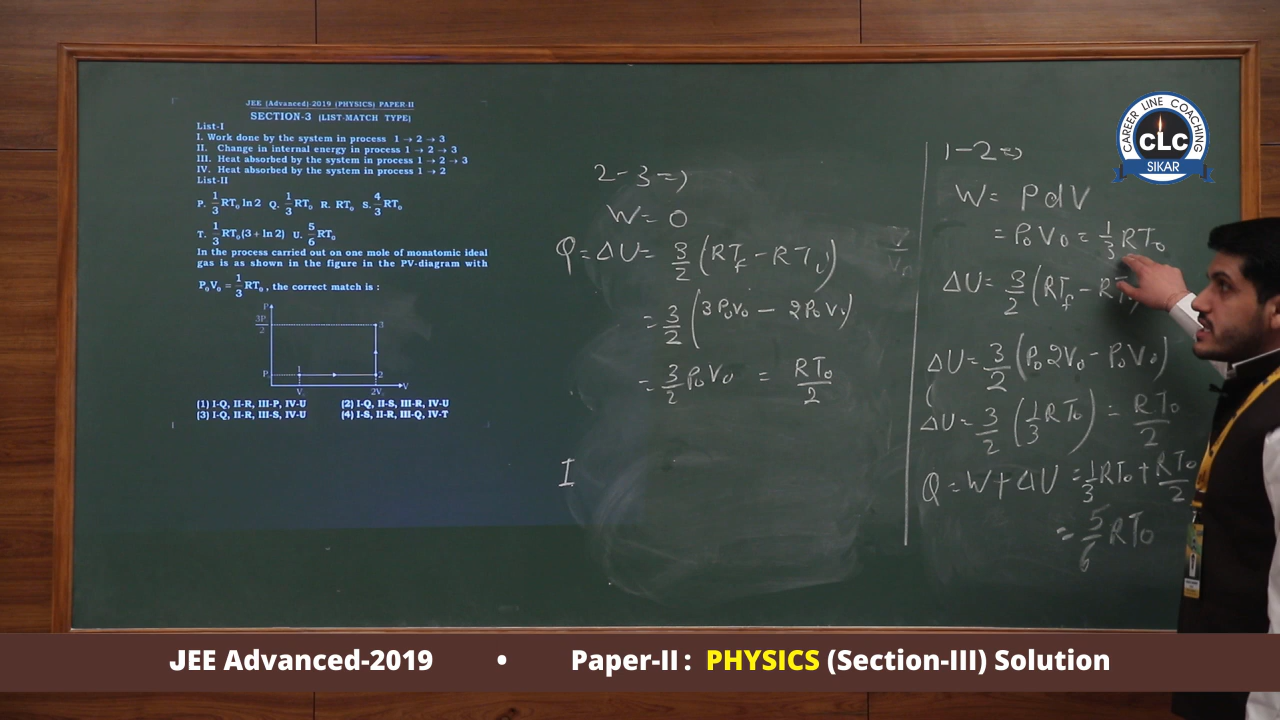 JEE (Advanced)-2019 (PHYSICS) PAPER-II
SECTION-3 (LIST-MATCH TYPE)
List-I
I. Work done by the system in process 1 → 2 → 3
II. Change in internal energy in process 1 → 2 → 3
III. Heat absorbed by the system in process 1 → 2 → 3
IV. Heat absorbed by the system in process 1 → 2
List-II
P. 1/3 RT₀ ln 2 Q. 1/3 RT₀ R. RT₀ S. 4/3 RT₀
T. 1/3 RT₀(3 + ln 2) U. 5/6 RT₀
In the process carried out on one mole of monatomic ideal
gas is as shown in the figure in the PV-diagram with
P₀V₀ = 1/3 RT₀, the correct match is :
P
3P/2
3
P
1
2
V
2V
V
(1) I-Q, II-R, III-P, IV-U (2) I-Q, II-S, III-R, IV-U
(3) I-Q, II-R, III-S, IV-U (4) I-S, II-R, III-Q, IV-T
2-3 ⇒
W = 0
Q = ΔU = 3/2 (RT_f − RT_i)
= 3/2 (3P₀V₀ − 2P₀V₀)
= 3/2 P₀V₀ = RT₀/2
I
1-2 ⇒
W = PdV
= P₀V₀ = 1/3 RT₀
ΔU = 3/2 (RT_f − RT
ΔU = 3/2 (P₀2V₀ − P₀V₀)
ΔU = 3/2 (1/3 RT₀) = RT₀/2
Q = W + ΔU = 1/3 RT₀ + RT₀/2
= 5/6 RT₀
CAREER LINE COACHING
CLC
SIKAR
JEE Advanced-2019 • Paper-II : PHYSICS (Section-III) Solution